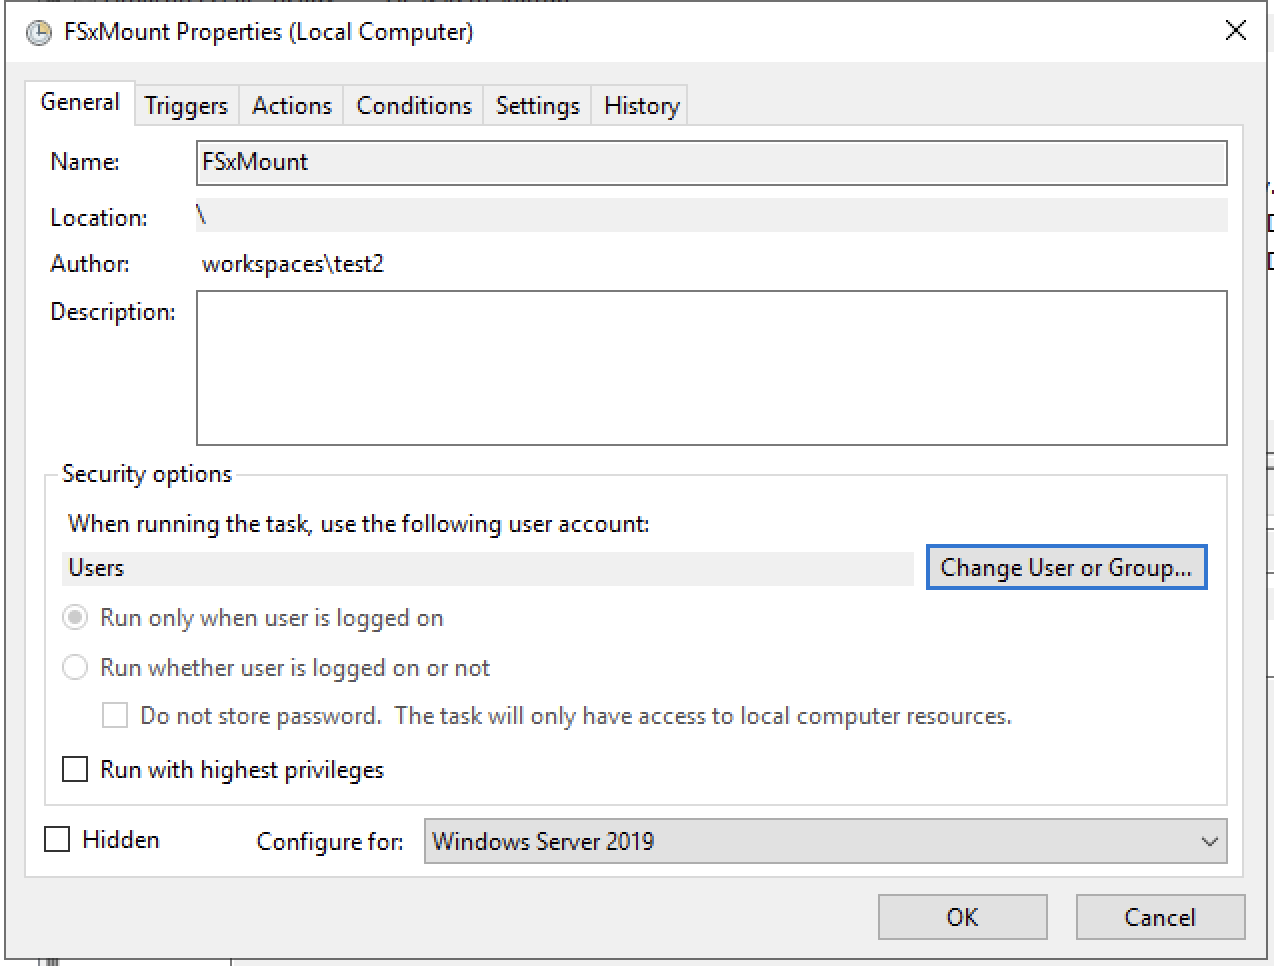 FSxMount Properties (Local Computer)
General Triggers Actions Conditions Settings History
Name: FSxMount
Location: \
Author: workspaces\test2
Description:
Security options
When running the task, use the following user account:
Users Change User or Group...
Run only when user is logged on
Run whether user is logged on or not
Do not store password. The task will only have access to local computer resources.
Run with highest privileges
Hidden Configure for: Windows Server 2019
OK Cancel